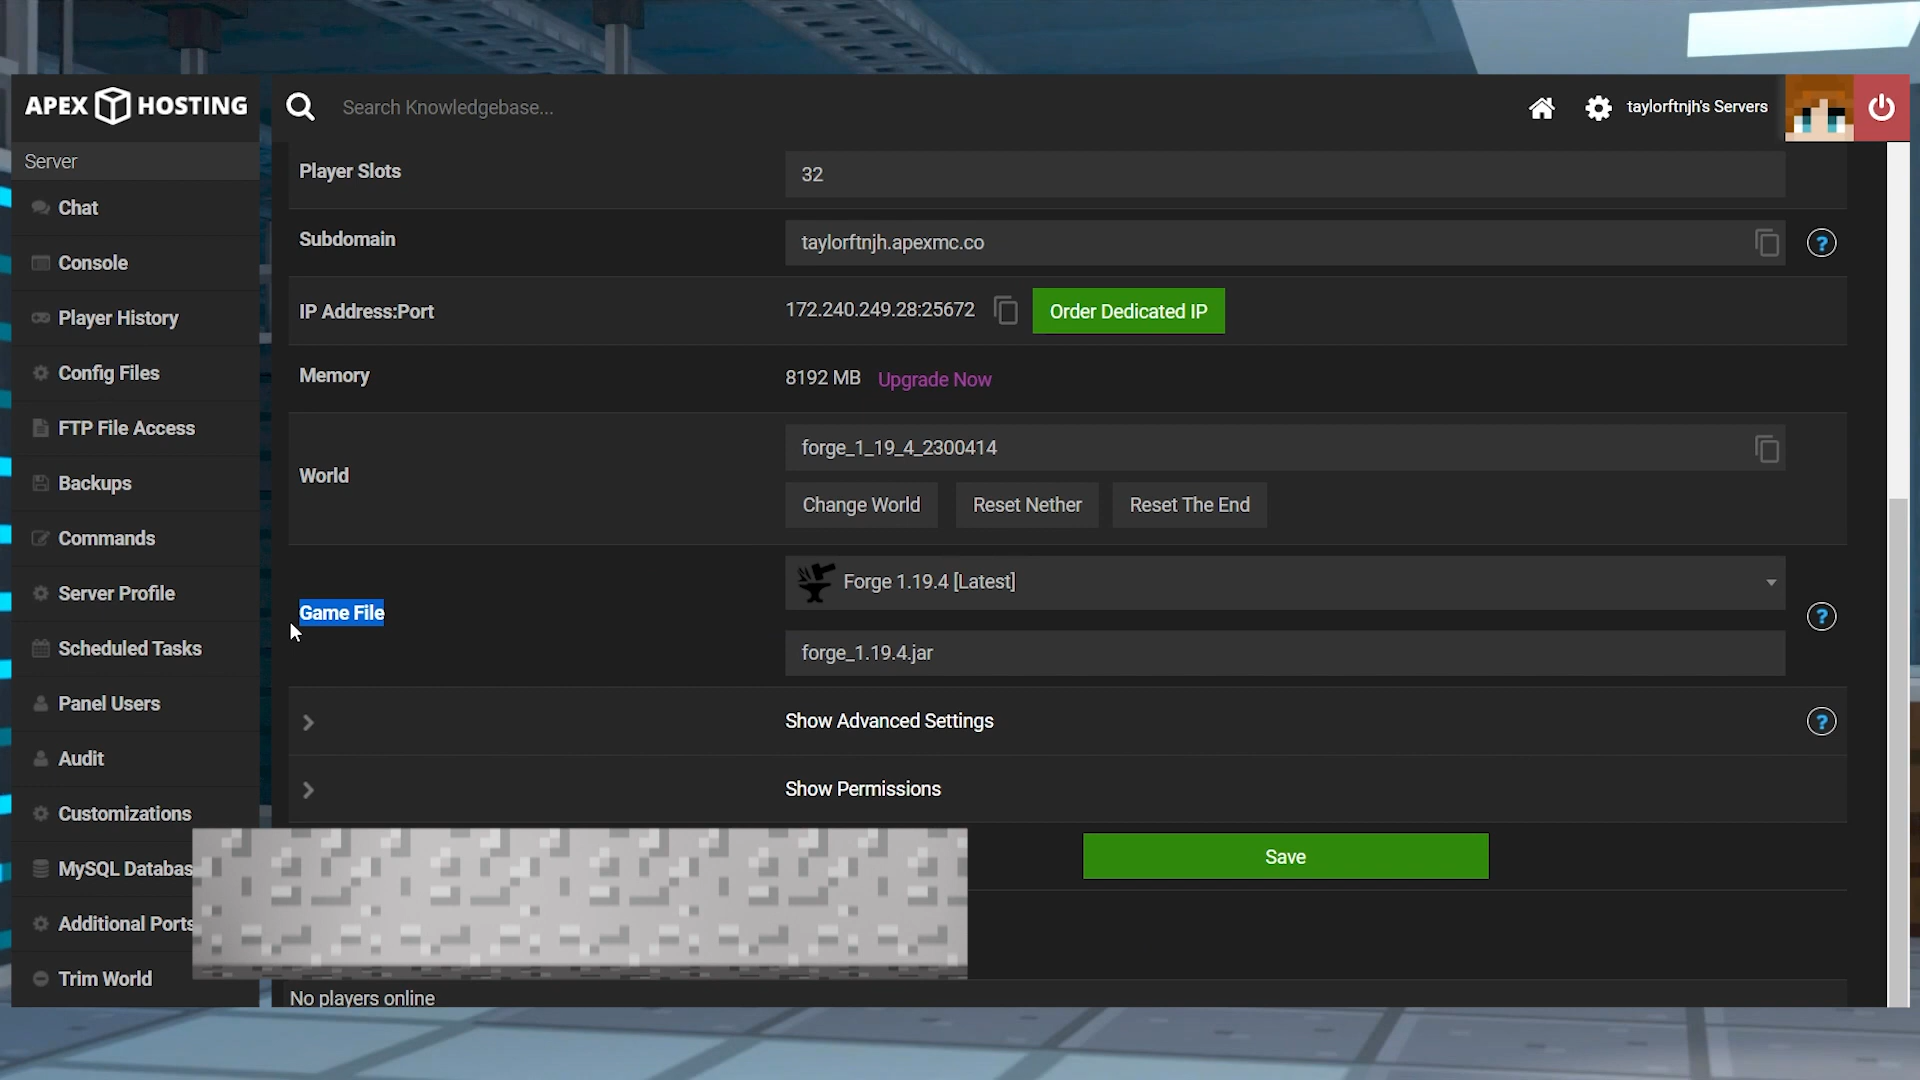 APEX HOSTING
Search Knowledgebase...
taylorftnjh's Servers
Server
Chat
Console
Player History
Config Files
FTP File Access
Backups
Commands
Server Profile
Scheduled Tasks
Panel Users
Audit
Customizations
MySQL Databas
Additional Ports
Trim World
Player Slots
32
Subdomain
taylorftnjh.apexmc.co
?
IP Address:Port
172.240.249.28:25672
Order Dedicated IP
Memory
8192 MB Upgrade Now
World
forge_1_19_4_2300414
Change World
Reset Nether
Reset The End
Game File
Forge 1.19.4 [Latest]
?
forge_1.19.4.jar
Show Advanced Settings
?
Show Permissions
Save
No players online